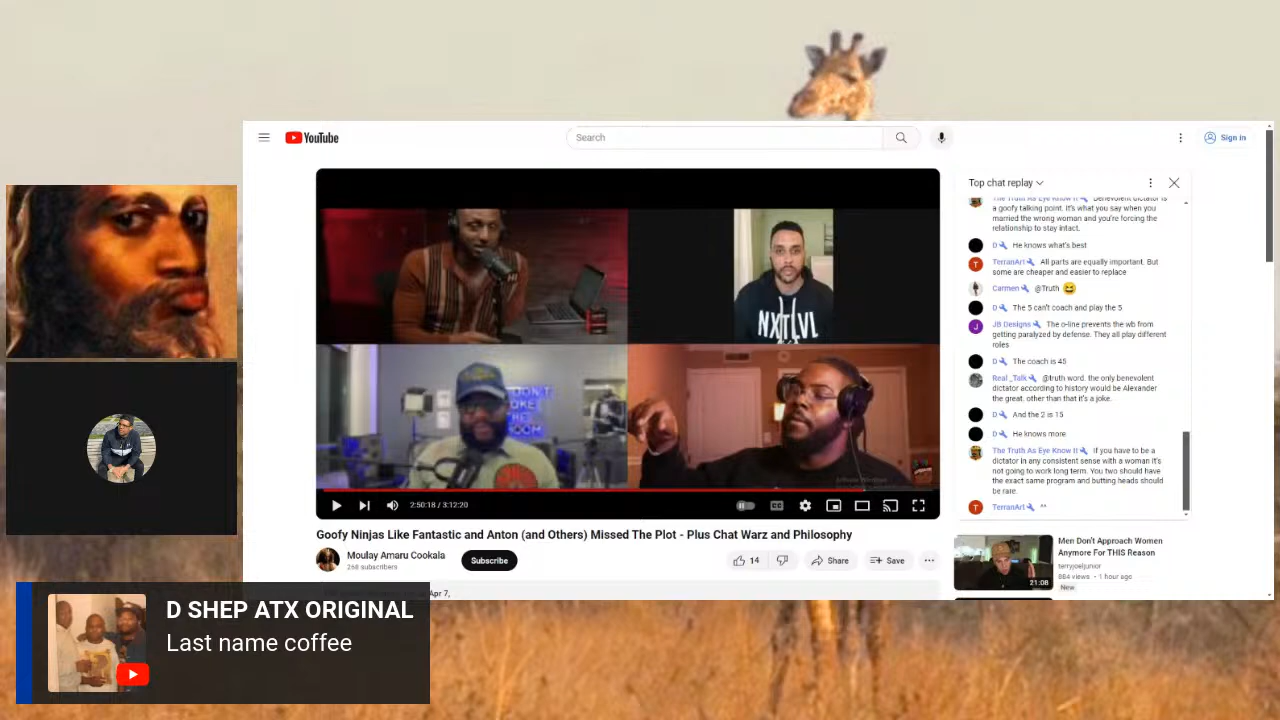 YouTube
Search
Sign in
Top chat replay
The Truth As Eye Know It Benevolent dictator is
a goofy talking point. It's what you say when you
married the wrong woman and you're forcing the
relationship to stay intact.
D He knows what's best
TerranArt All parts are equally important. But
some are cheaper and easier to replace
Carmen @Truth
D The 5 can't coach and play the 5
JB Designs The o-line prevents the wb from
getting paralyzed by defense. They all play different
roles
D The coach is 45
Real_Talk @truth word. the only benevolent
dictator according to history would be Alexander
the great. other than that it's a joke.
D And the 2 is 15
D He knows more
The Truth As Eye Know It If you have to be a
dictator in any consistent sense with a woman it's
not going to work long term. You two should have
the exact same program and butting heads should
be rare.
TerranArt ^^
NXTLVL
2:50:18 / 3:12:20
Goofy Ninjas Like Fantastic and Anton (and Others) Missed The Plot - Plus Chat Warz and Philosophy
Moulay Amaru Cookala
268 subscribers
Subscribe
14
Share
Save
Apr 7,
Men Don't Approach Women
Anymore For THIS Reason
terryjoeljunior
884 views • 1 hour ago
New
21:08
D SHEP ATX ORIGINAL
Last name coffee